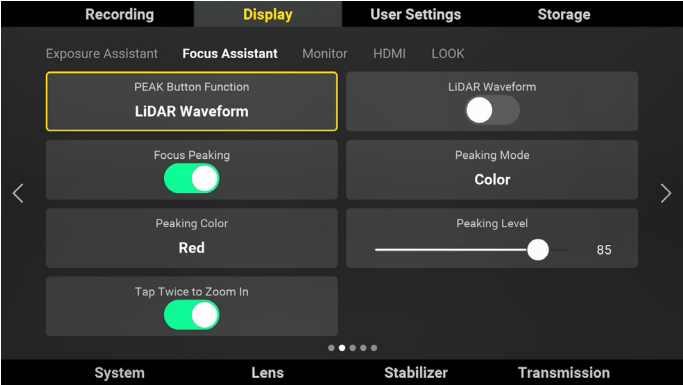 Recording Display User Settings Storage
Exposure Assistant Focus Assistant Monitor HDMI LOOK
PEAK Button Function
LiDAR Waveform
LiDAR Waveform
Focus Peaking
Peaking Mode
Color
Peaking Color
Red
Peaking Level
85
Tap Twice to Zoom In
System Lens Stabilizer Transmission